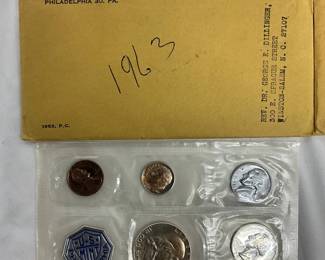 PHILADELPHIA 30, PA.
1963
REV. DR. GEORGE E. DILLINGER,
300 E. SPRAGUE STREET
WINSTON-SALEM, N. C. 27107
1963, P.C.
U.S.
MINT